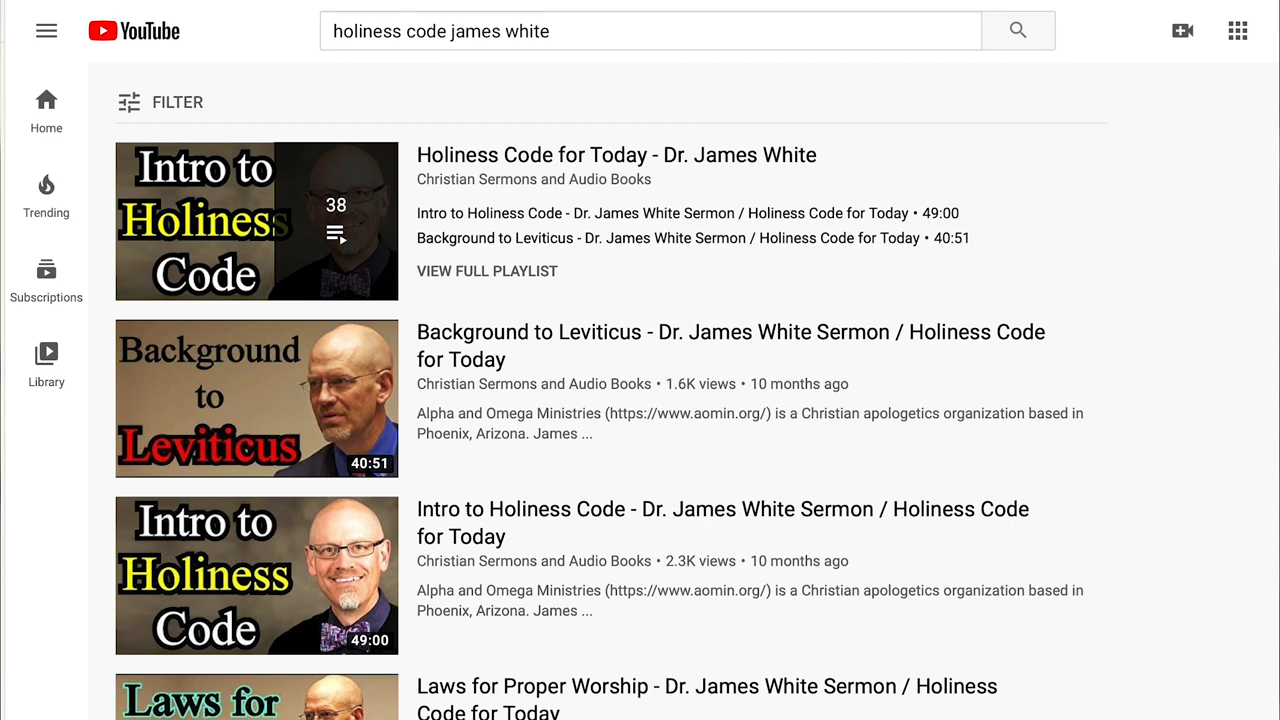 YouTube
holiness code james white
Home
Trending
Subscriptions
Library
FILTER
Intro to
Holiness
Code
38
Holiness Code for Today - Dr. James White
Christian Sermons and Audio Books
Intro to Holiness Code - Dr. James White Sermon / Holiness Code for Today • 49:00
Background to Leviticus - Dr. James White Sermon / Holiness Code for Today • 40:51
VIEW FULL PLAYLIST
Background
to
Leviticus
40:51
Background to Leviticus - Dr. James White Sermon / Holiness Code
for Today
Christian Sermons and Audio Books • 1.6K views • 10 months ago
Alpha and Omega Ministries (https://www.aomin.org/) is a Christian apologetics organization based in
Phoenix, Arizona. James ...
Intro to
Holiness
Code
49:00
Intro to Holiness Code - Dr. James White Sermon / Holiness Code
for Today
Christian Sermons and Audio Books • 2.3K views • 10 months ago
Alpha and Omega Ministries (https://www.aomin.org/) is a Christian apologetics organization based in
Phoenix, Arizona. James ...
Laws for
Laws for Proper Worship - Dr. James White Sermon / Holiness
Code for Today